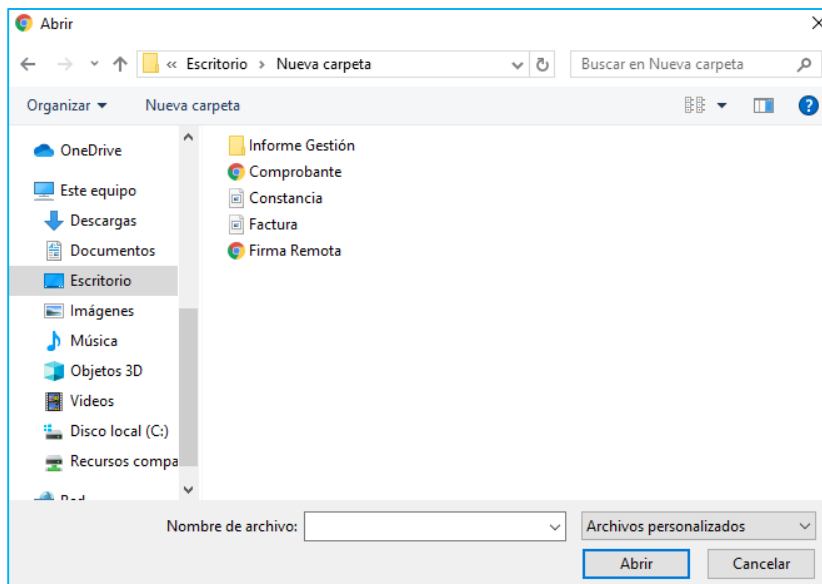 Abrir
« Escritorio > Nueva carpeta
Buscar en Nueva carpeta
Organizar
Nueva carpeta
OneDrive
Este equipo
Descargas
Documentos
Escritorio
Imágenes
Música
Objetos 3D
Videos
Disco local (C:)
Recursos compa
Informe Gestión
Comprobante
Constancia
Factura
Firma Remota
Nombre de archivo:
Archivos personalizados
Abrir
Cancelar